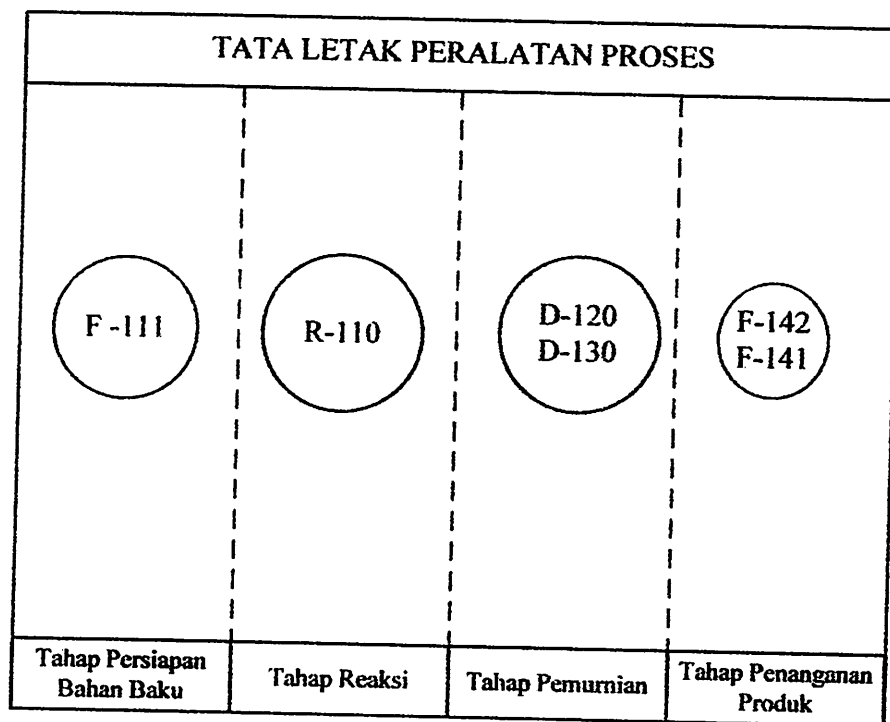 TATA LETAK PERALATAN PROSES
F -111
R-110
D-120
D-130
F-142
F-141
Tahap Persiapan
Bahan Baku
Tahap Reaksi
Tahap Pemurnian
Tahap Penanganan
Produk